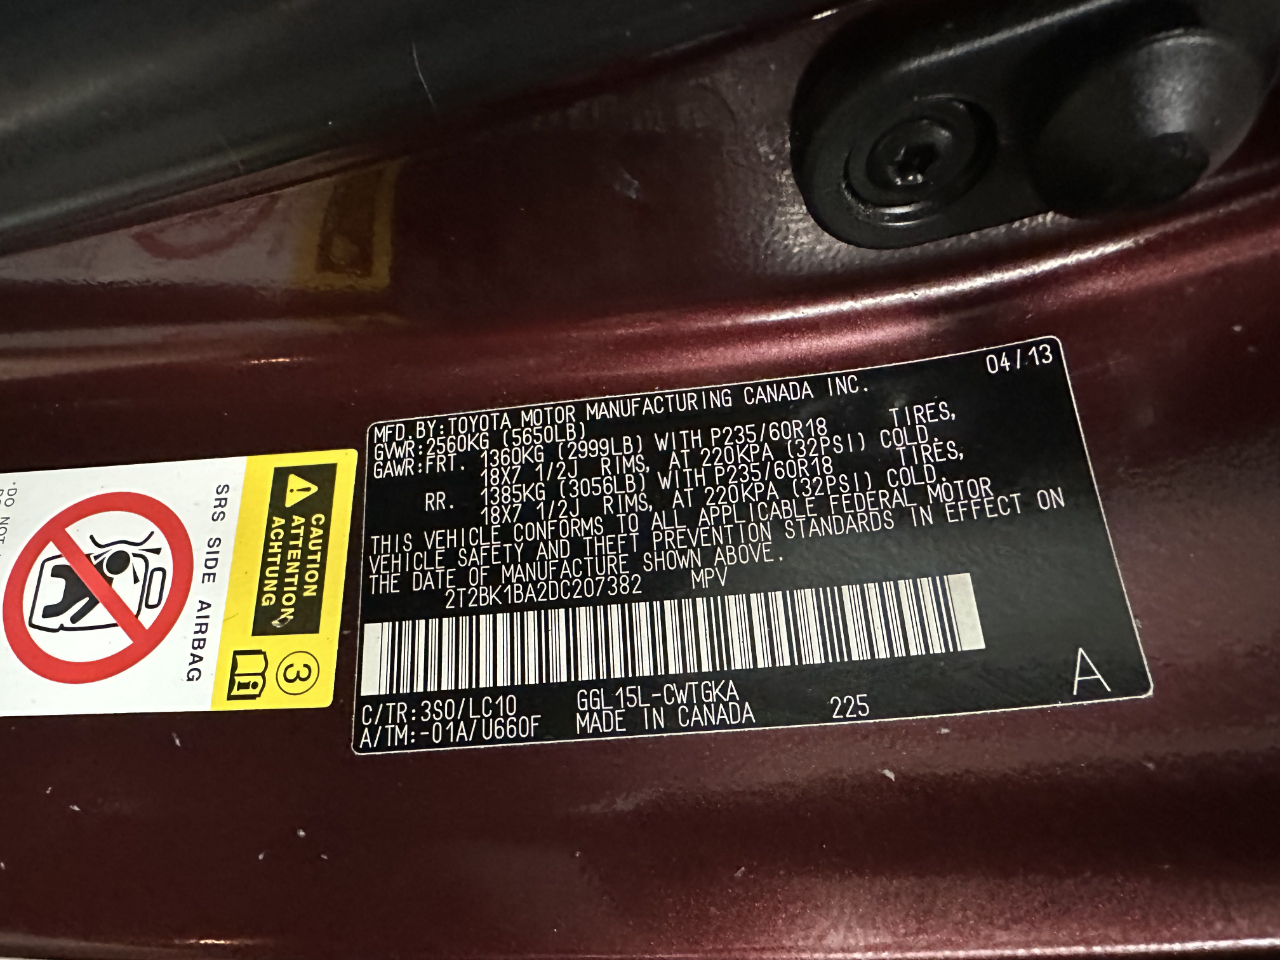 MFD.BY:TOYOTA MOTOR MANUFACTURING CANADA INC. 04/13
GVWR:2560KG (5650LB)
GAWR:FRT. 1360KG (2999LB) WITH P235/60R18 TIRES,
18X7 1/2J RIMS, AT 220KPA (32PSI) COLD.
RR. 1385KG (3056LB) WITH P235/60R18 TIRES,
18X7 1/2J RIMS, AT 220KPA (32PSI) COLD.
THIS VEHICLE CONFORMS TO ALL APPLICABLE FEDERAL MOTOR
VEHICLE SAFETY AND THEFT PREVENTION STANDARDS IN EFFECT ON
THE DATE OF MANUFACTURE SHOWN ABOVE.
2T2BK1BA2DC207382 MPV
C/TR:3S0/LC10 GGL15L-CWTGKA
A/TM:-01A/U660F MADE IN CANADA 225
A
CAUTION
ATTENTION
ACHTUNG
3
SRS SIDE AIRBAG
"DO NOT